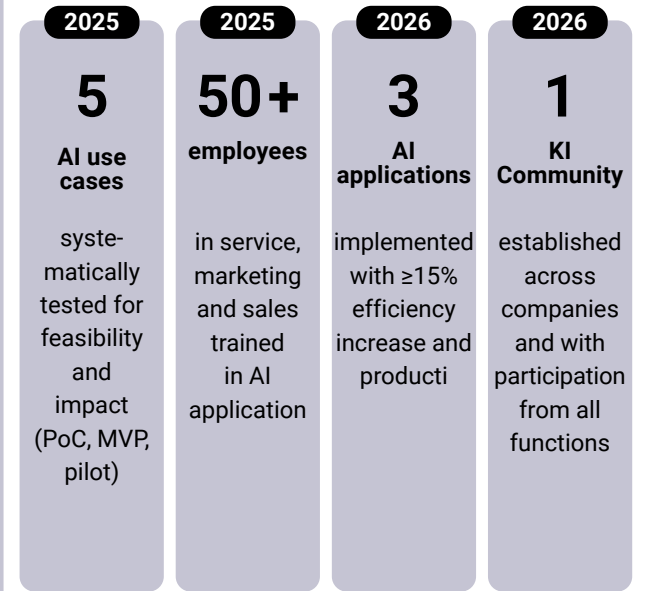 2025
5
AI use
cases
syste-
matically
tested for
feasibility
and
impact
(PoC, MVP,
pilot)
2025
50+
employees
in service,
marketing
and sales
trained
in AI
application
2026
3
AI
applications
implemented
with ≥15%
efficiency
increase and
producti
2026
1
KI
Community
established
across
companies
and with
participation
from all
functions